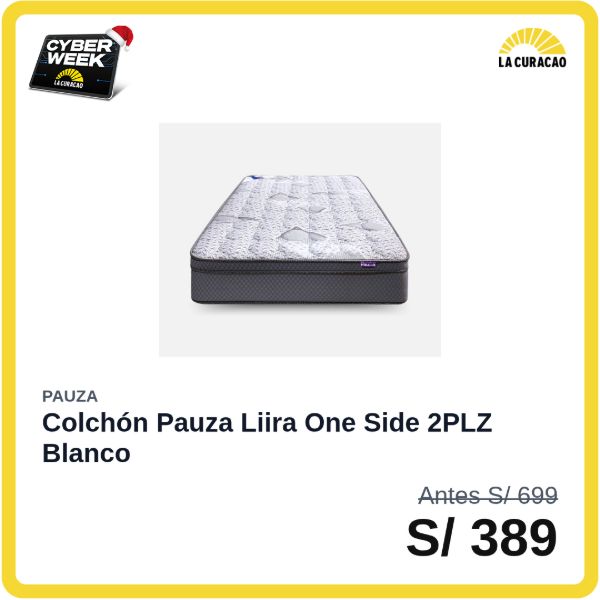 CYBER
WEEK
LA CURACAO
LA CURACAO
PAUZA
Colchón Pauza Liira One Side 2PLZ
Blanco
Antes S/ 699
S/ 389